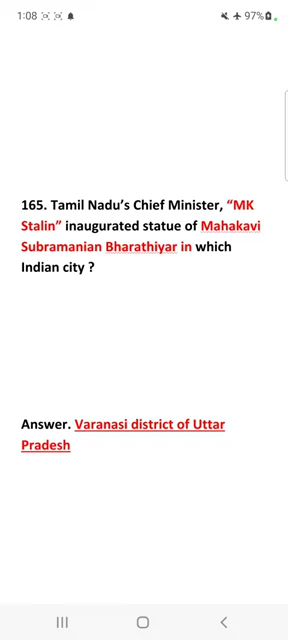 1:08 97%
165. Tamil Nadu’s Chief Minister, “MK
Stalin” inaugurated statue of Mahakavi
Subramanian Bharathiyar in which
Indian city ?
Answer. Varanasi district of Uttar
Pradesh